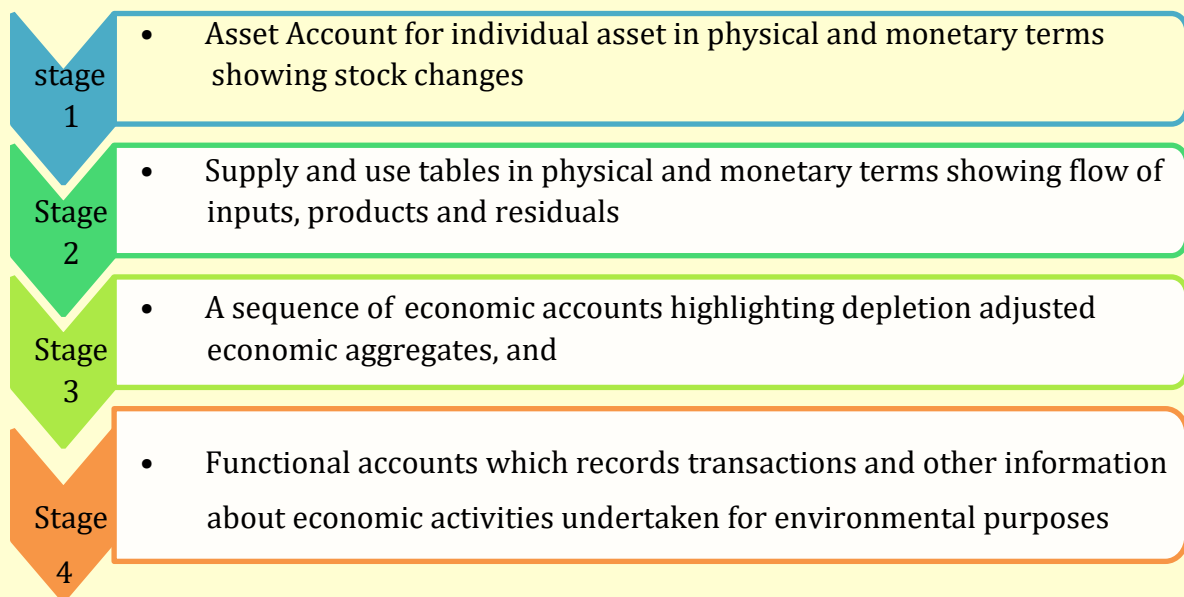 stage
1
• Asset Account for individual asset in physical and monetary terms
showing stock changes
Stage
2
• Supply and use tables in physical and monetary terms showing flow of
inputs, products and residuals
Stage
3
• A sequence of economic accounts highlighting depletion adjusted
economic aggregates, and
Stage
4
• Functional accounts which records transactions and other information
about economic activities undertaken for environmental purposes